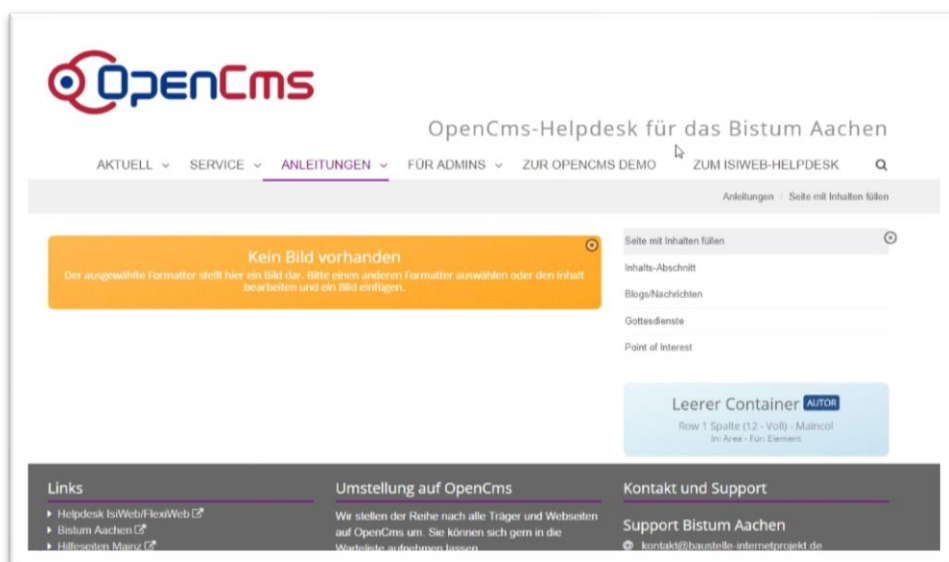 OpenCms
OpenCms-Helpdesk für das Bistum Aachen
AKTUELL SERVICE ANLEITUNGEN FÜR ADMINS ZUR OPENCMS DEMO ZUM ISIWEB-HELPDESK
Anleitungen / Seite mit Inhalten füllen
Kein Bild vorhanden
Der ausgewählte Formatter stellt hier ein Bild dar. Bitte einen anderen Formatter auswählen oder den Inhalt
bearbeiten und ein Bild einfügen.
Seite mit Inhalten füllen
Inhalts-Abschnitt
Blogs/Nachrichten
Gottesdienste
Point of Interest
Leerer Container AUTOR
Row 1 Spalte (12 - Voll) - Maincol
In: Area - Für: Element
Links
Helpdesk IsiWeb/FlexiWeb
Bistum Aachen
Hilfeseiten Mainz
Umstellung auf OpenCms
Wir stellen der Reihe nach alle Träger und Webseiten
auf OpenCms um. Sie können sich gern in die
Warteliste aufnehmen lassen
Kontakt und Support
Support Bistum Aachen
kontakt@baustelle-internetprojekt.de